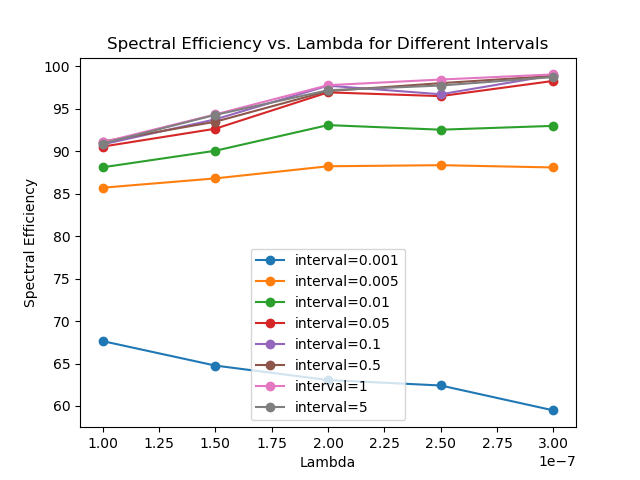 Spectral Efficiency vs. Lambda for Different Intervals
Spectral Efficiency
100
95
90
85
80
75
70
65
60
interval=0.001
interval=0.005
interval=0.01
interval=0.05
interval=0.1
interval=0.5
interval=1
interval=5
1.00 1.25 1.50 1.75 2.00 2.25 2.50 2.75 3.00
1e−7
Lambda